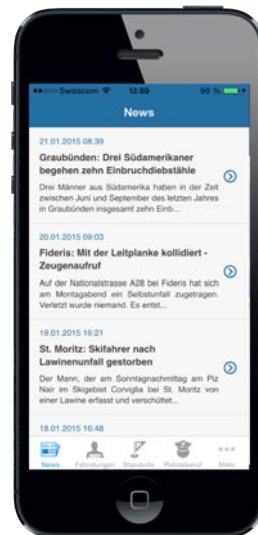 Swisscom 13:59 99 %
News
21.01.2015 08:39
Graubünden: Drei Südamerikaner
begehen zehn Einbruchdiebstähle
Drei Männer aus Südamerika haben in der Zeit
zwischen Juni und September des letzten Jahres
in Graubünden insgesamt zehn Einb...
20.01.2015 09:03
Fideris: Mit der Leitplanke kollidiert -
Zeugenaufruf
Auf der Nationalstrasse A28 bei Fideris hat sich
am Montagabend ein Selbstunfall zugetragen.
Verletzt wurde niemand. Es entst...
19.01.2015 16:21
St. Moritz: Skifahrer nach
Lawinenunfall gestorben
Der Mann, der am Sonntagnachmittag am Piz
Nair im Skigebiet Corviglia bei St. Moritz von
einer Lawine erfasst und verschüttet...
18.01.2015 16:48
News Fahndungen Standorte Polizeiberuf Mehr